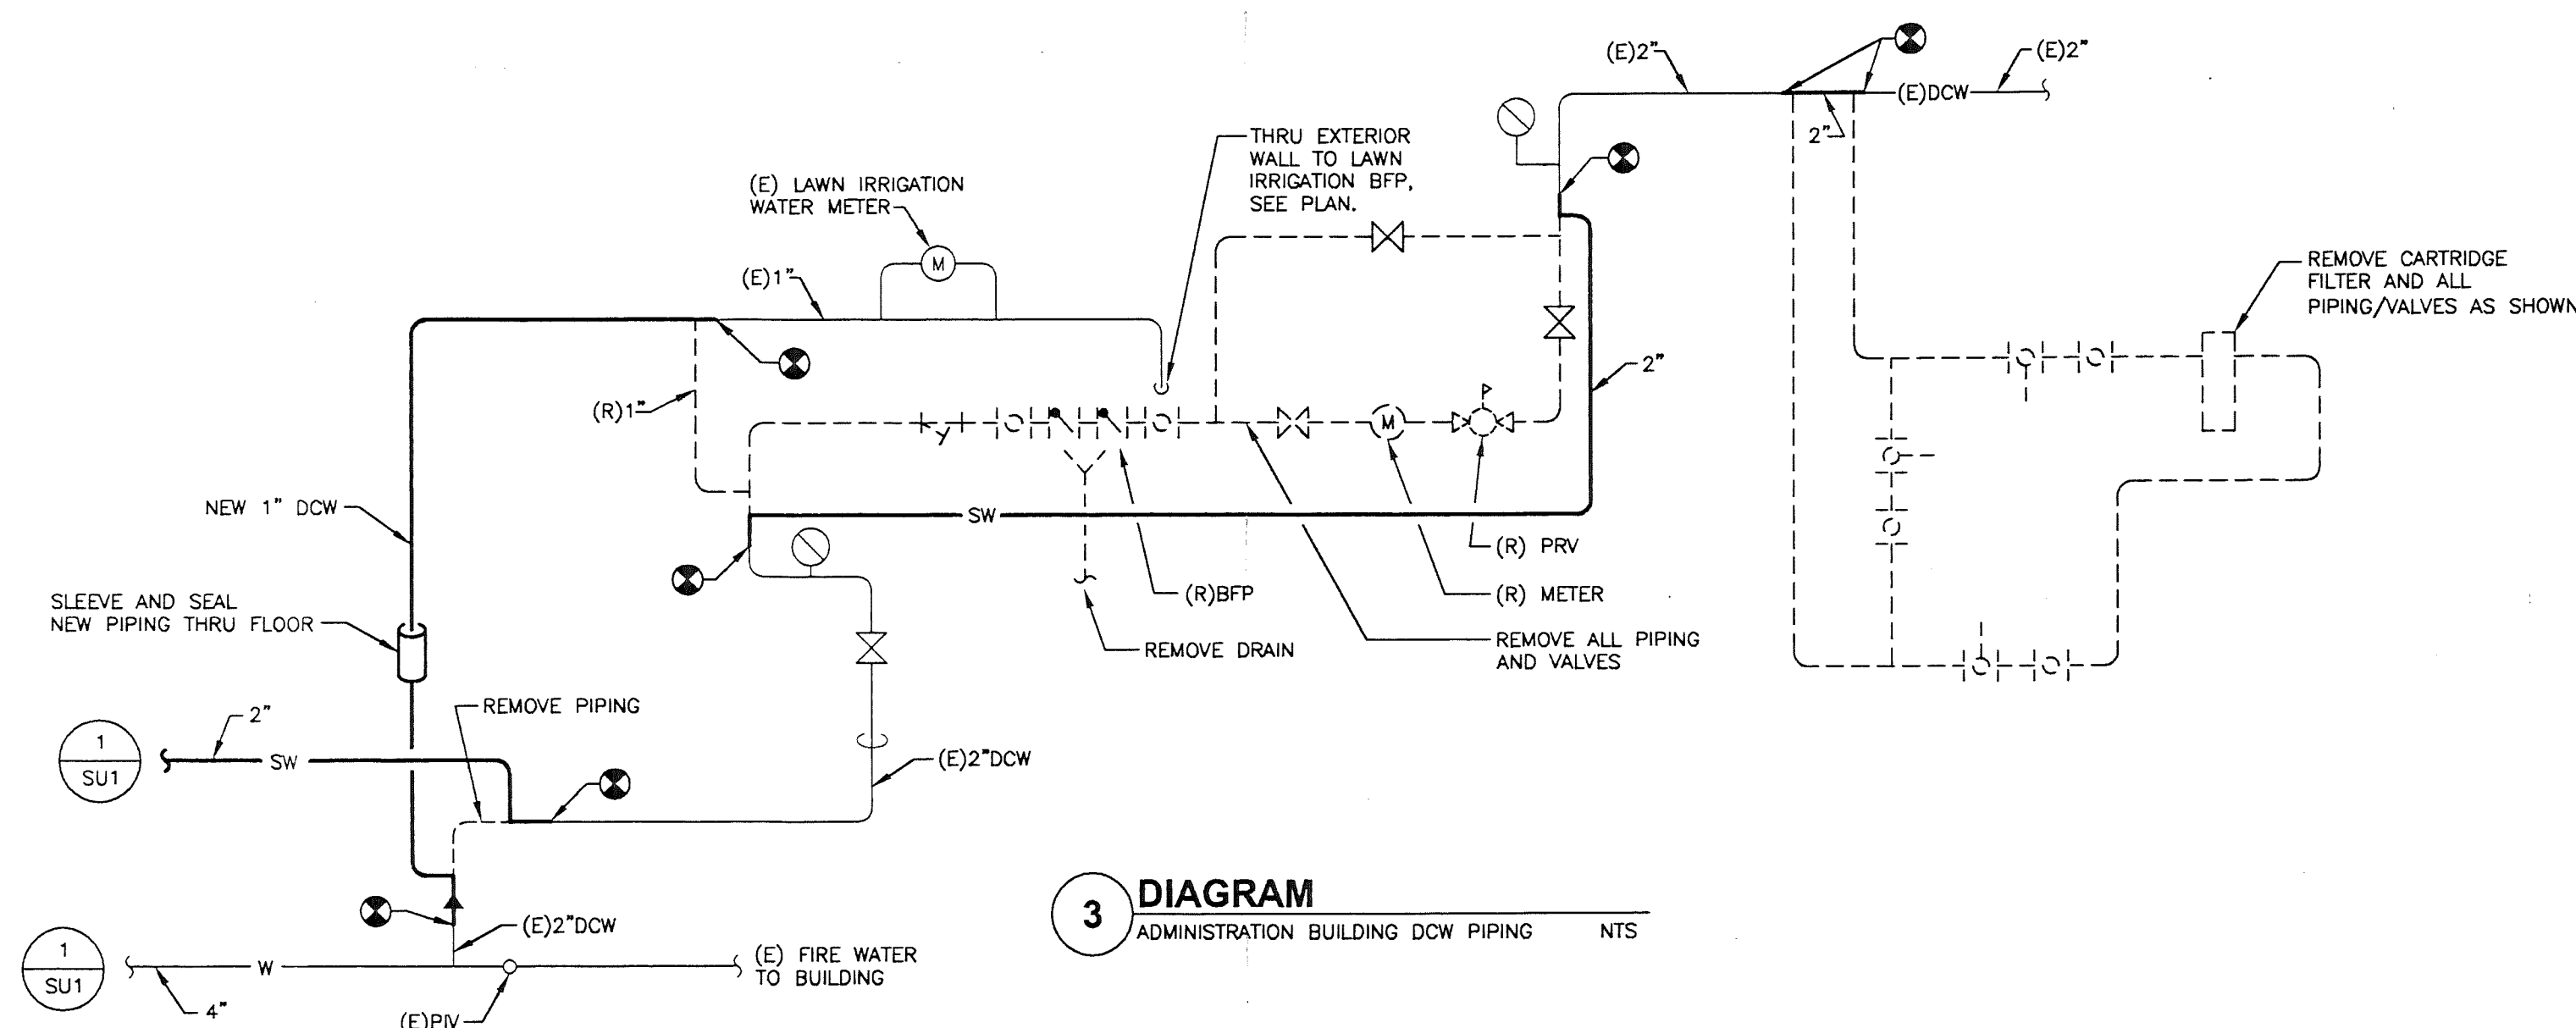 (E)2"
(E)2"
(E)DCW
2"
THRU EXTERIOR
WALL TO LAWN
IRRIGATION BFP,
SEE PLAN.
(E) LAWN IRRIGATION
WATER METER
M
(E)1"
REMOVE CARTRIDGE
FILTER AND ALL
PIPING/VALVES AS SHOWN
2"
(R)1"
M
NEW 1" DCW
SW
(R) PRV
(R)BFP
(R) METER
SLEEVE AND SEAL
NEW PIPING THRU FLOOR
REMOVE DRAIN
REMOVE ALL PIPING
AND VALVES
REMOVE PIPING
2"
1
SU1
SW
(E)2"DCW
3
DIAGRAM
ADMINISTRATION BUILDING DCW PIPING NTS
(E)2"DCW
1
SU1
W
(E) FIRE WATER
TO BUILDING
4"
(E)PIV